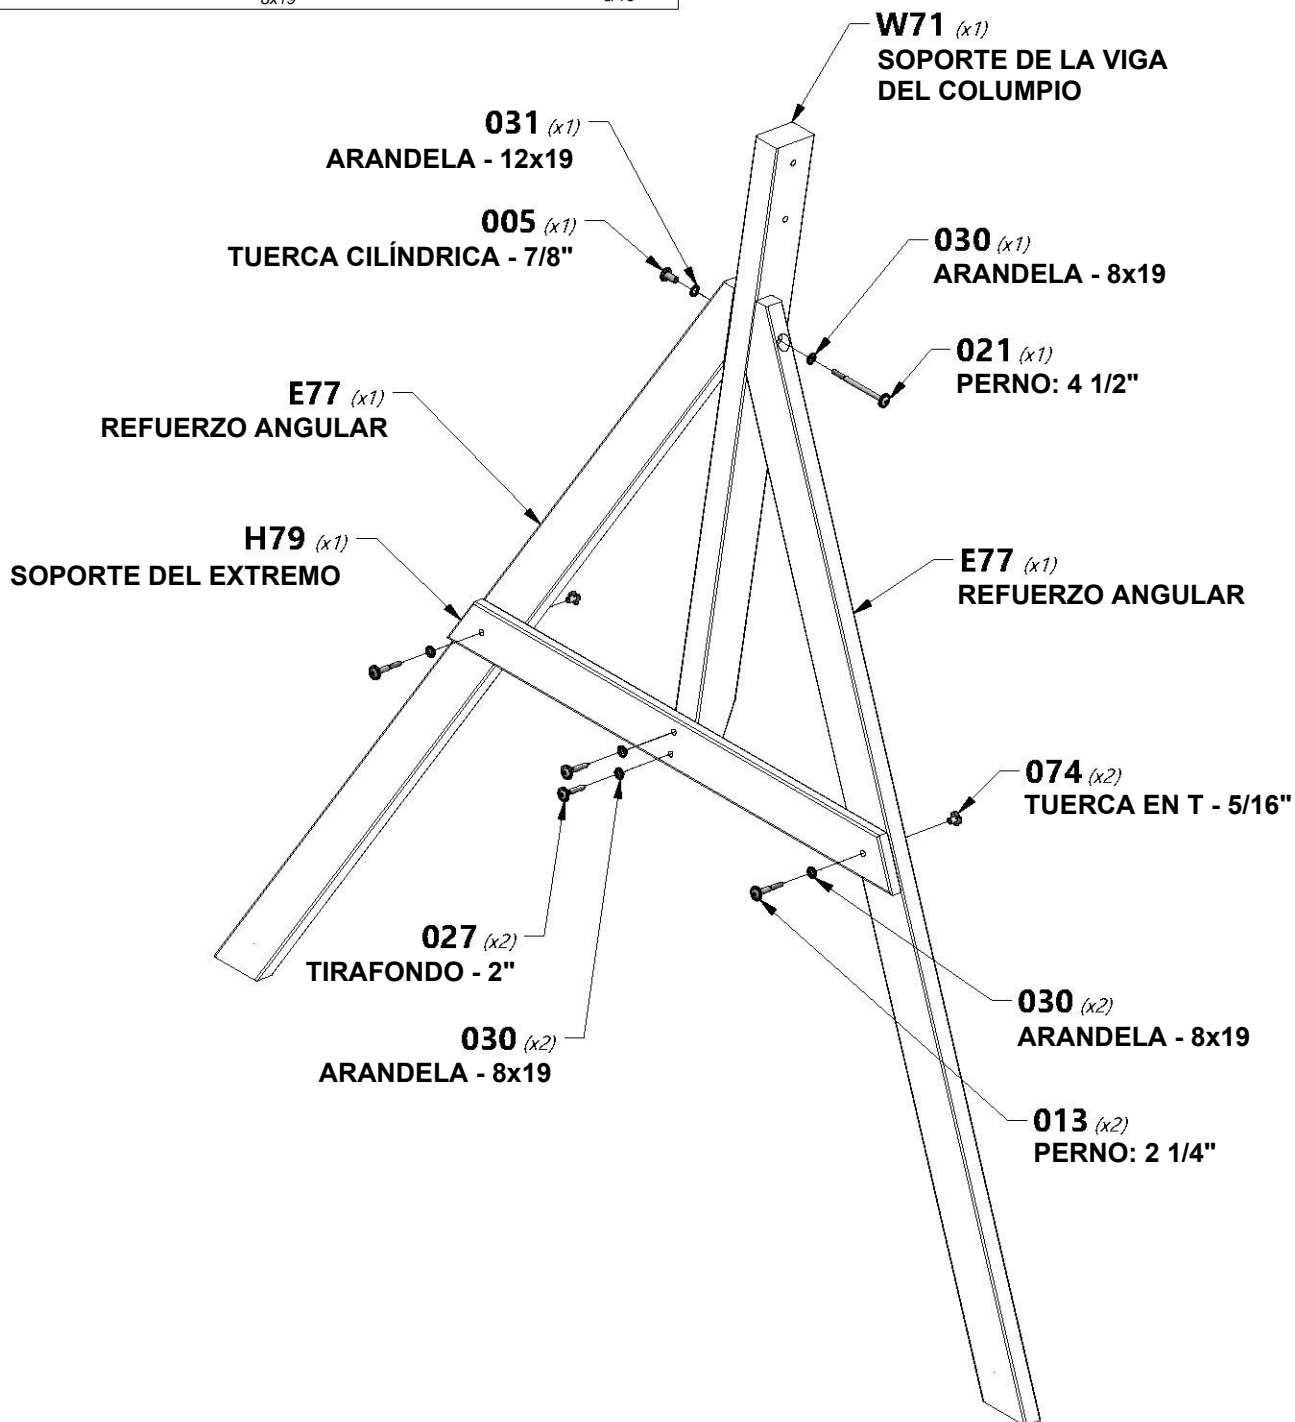 8x19
W71 (x1)
SOPORTE DE LA VIGA
DEL COLUMPIO
031 (x1)
ARANDELA - 12x19
005 (x1)
TUERCA CILÍNDRICA - 7/8"
030 (x1)
ARANDELA - 8x19
021 (x1)
PERNO: 4 1/2"
E77 (x1)
REFUERZO ANGULAR
H79 (x1)
SOPORTE DEL EXTREMO
E77 (x1)
REFUERZO ANGULAR
074 (x2)
TUERCA EN T - 5/16"
027 (x2)
TIRAFONDO - 2"
030 (x2)
ARANDELA - 8x19
030 (x2)
ARANDELA - 8x19
013 (x2)
PERNO: 2 1/4"